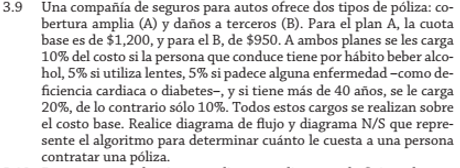 3.9 Una compañía de seguros para autos ofrece dos tipos de póliza: co-
bertura amplia (A) y daños a terceros (B). Para el plan A, la cuota
base es de $1,200, y para el B, de $950. A ambos planes se les carga
10% del costo si la persona que conduce tiene por hábito beber alco-
hol, 5% si utiliza lentes, 5% si padece alguna enfermedad –como de-
ficiencia cardiaca o diabetes–, y si tiene más de 40 años, se le carga
20%, de lo contrario sólo 10%. Todos estos cargos se realizan sobre
el costo base. Realice diagrama de flujo y diagrama N/S que repre-
sente el algoritmo para determinar cuánto le cuesta a una persona
contratar una póliza.